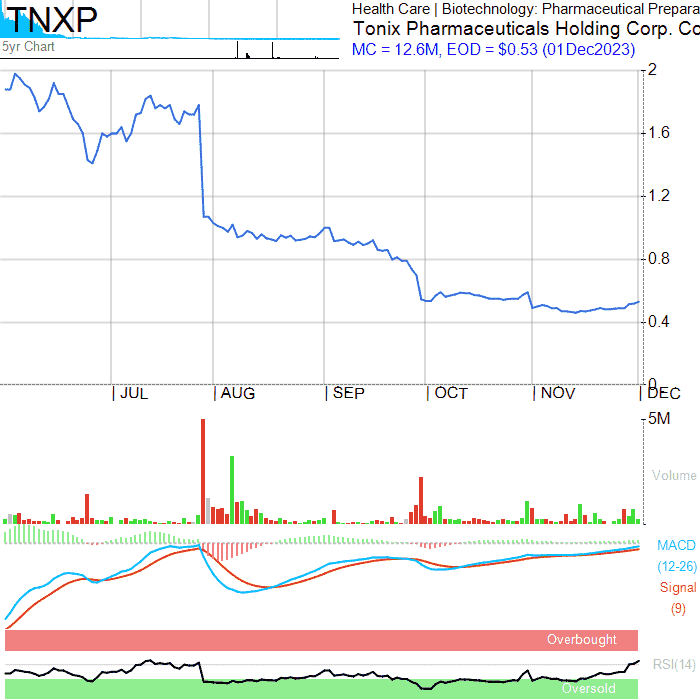 TNXP
5yr Chart
Health Care | Biotechnology: Pharmaceutical Prepara
Tonix Pharmaceuticals Holding Corp. Co
MC = 12.6M, EOD = $0.53 (01Dec2023)
2
1.6
1.2
0.8
0.4
0
| JUL | AUG | SEP | OCT | NOV | DEC
5M
Volume
MACD
(12-26)
Signal
(9)
Overbought
RSI(14)
Oversold